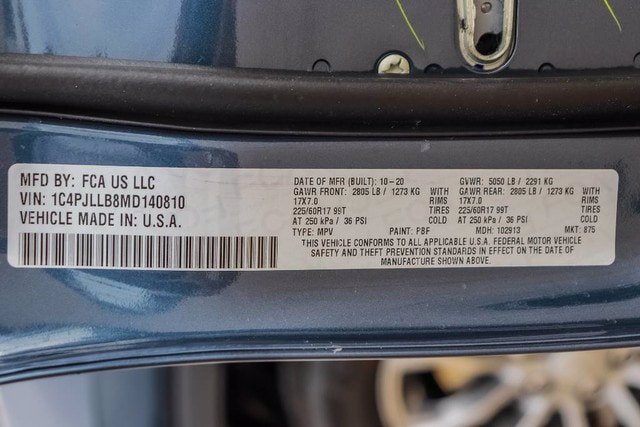 MFD BY: FCA US LLC
VIN: 1C4PJLLB8MD140810
VEHICLE MADE IN: U.S.A.
DATE OF MFR (BUILT): 10-20 GVWR: 5050 LB / 2291 KG
GAWR FRONT: 2805 LB / 1273 KG WITH GAWR REAR: 2805 LB / 1273 KG WITH
17X7.0 RIMS 17X7.0 RIMS
225/60R17 99T TIRES 225/60R17 99T TIRES
AT 250 kPa / 36 PSI COLD AT 250 kPa / 36 PSI COLD
TYPE: MPV PAINT: PBF MDH: 102913 MKT: 875
THIS VEHICLE CONFORMS TO ALL APPLICABLE U.S.A. FEDERAL MOTOR VEHICLE
SAFETY AND THEFT PREVENTION STANDARDS IN EFFECT ON THE DATE OF
MANUFACTURE SHOWN ABOVE.